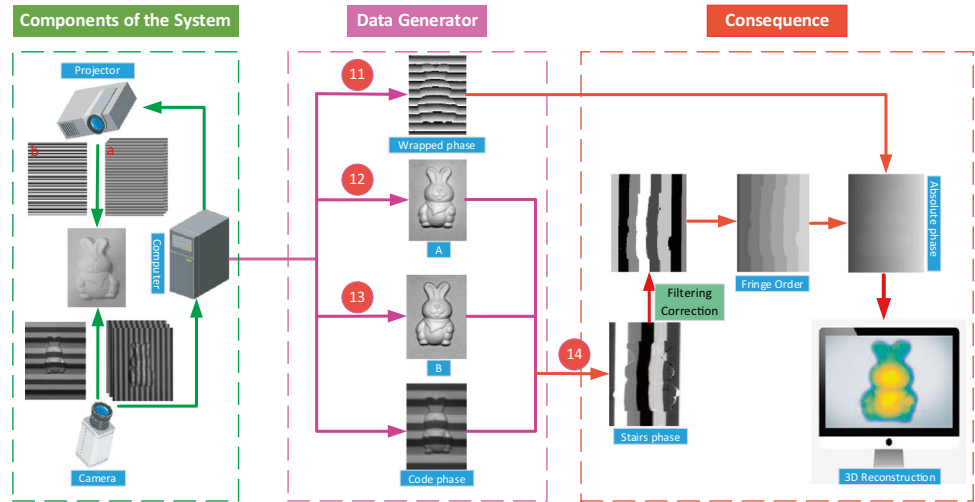 Components of the System
Data Generator
Consequence
Projector
b
a
Computer
Camera
11
Wrapped phase
12
A
13
B
Code phase
14
Stairs phase
Filtering
Correction
Fringe Order
Absolute phase
3D Reconstruction